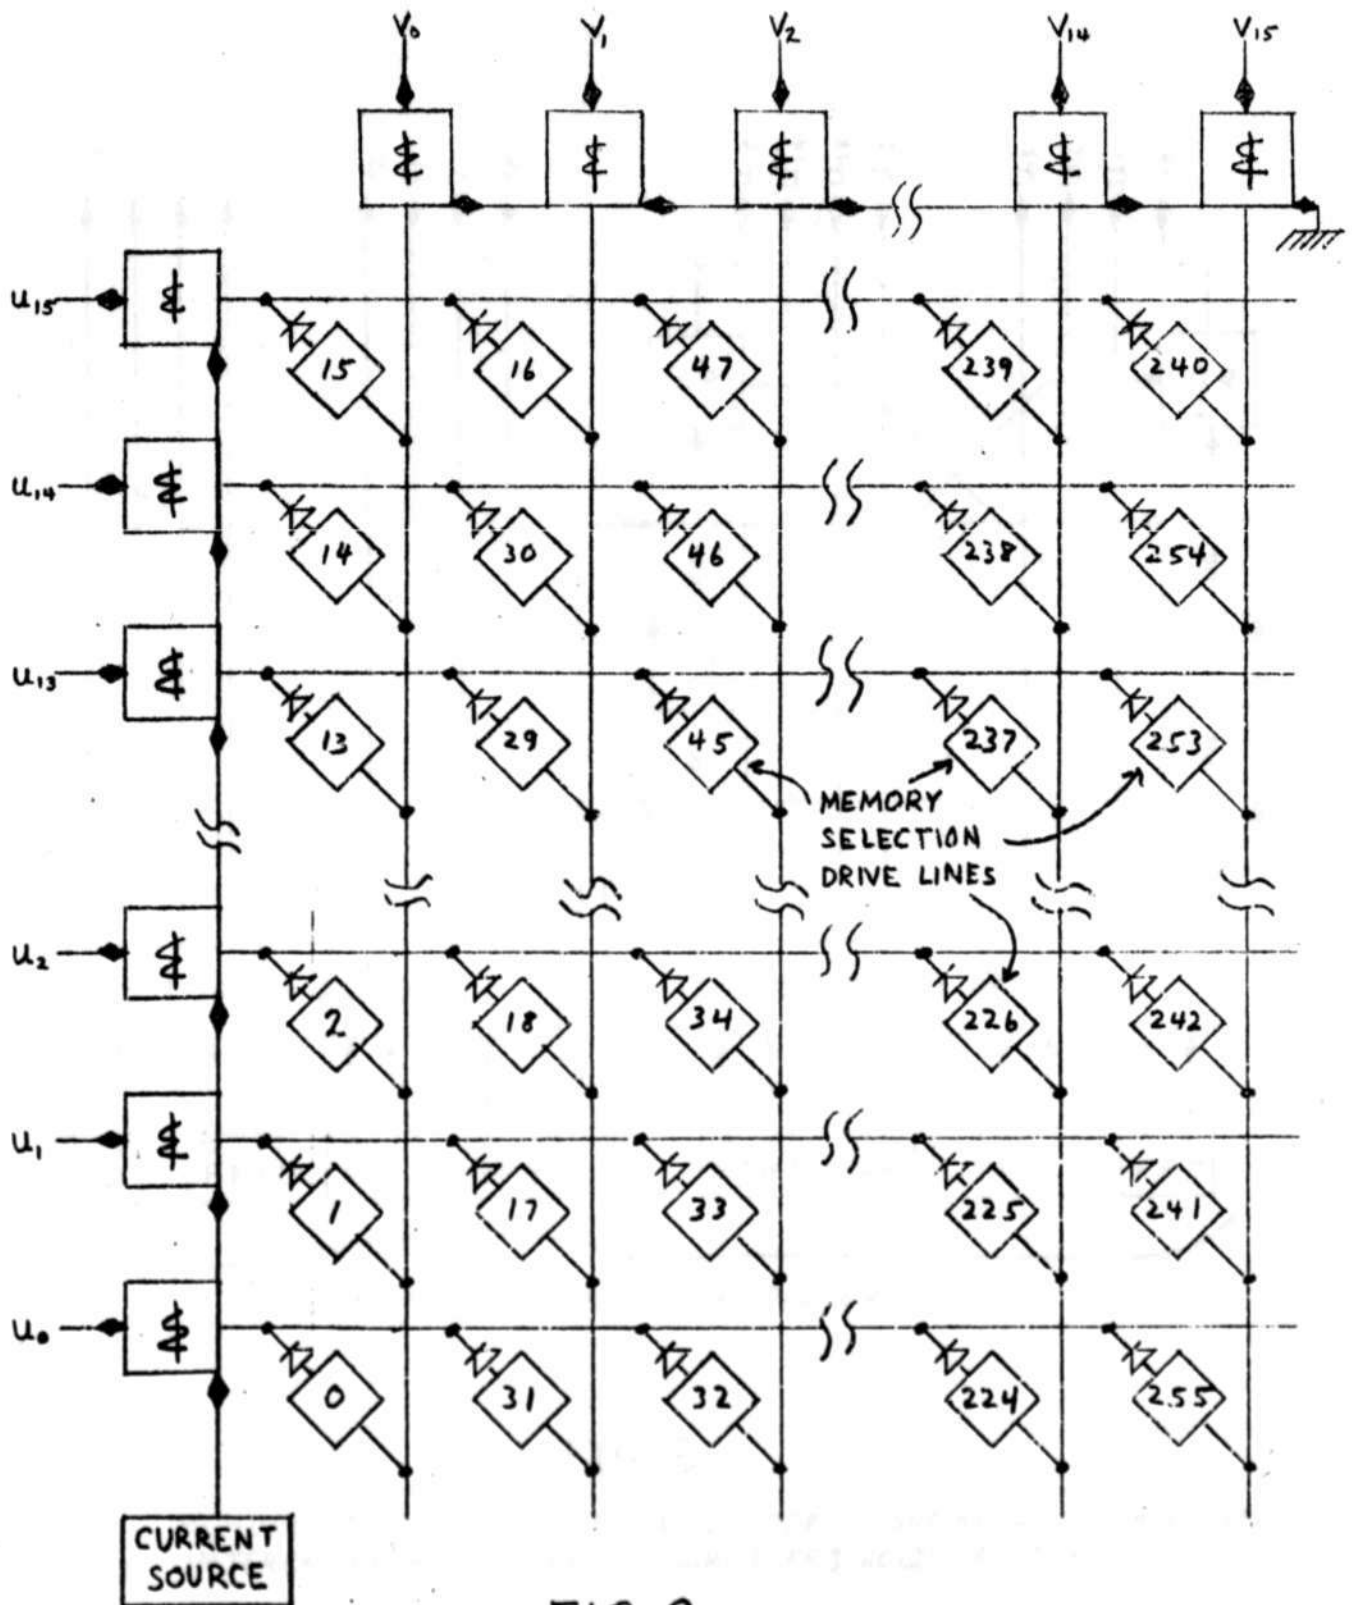 V₀ V₁ V₂ V₁₄ V₁₅
U₁₅ 15 16 47 239 240
U₁₄ 14 30 46 238 254
U₁₃ 13 29 45 237 253
MEMORY
SELECTION
DRIVE LINES
U₂ 2 18 34 226 242
U₁ 1 17 33 225 241
U₀ 0 31 32 224 255
CURRENT
SOURCE